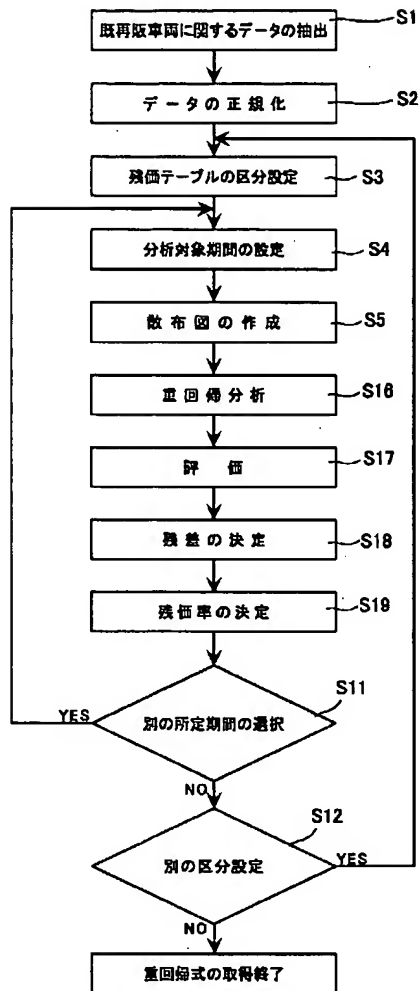 既再販車両に関するデータの抽出
S1
データの正規化
S2
残価テーブルの区分設定
S3
分析対象期間の設定
S4
散布図の作成
S5
重回帰分析
S16
評価
S17
残差の決定
S18
残価率の決定
S19
別の所定期間の選択
S11
YES
NO
別の区分設定
S12
YES
NO
重回帰式の取得終了